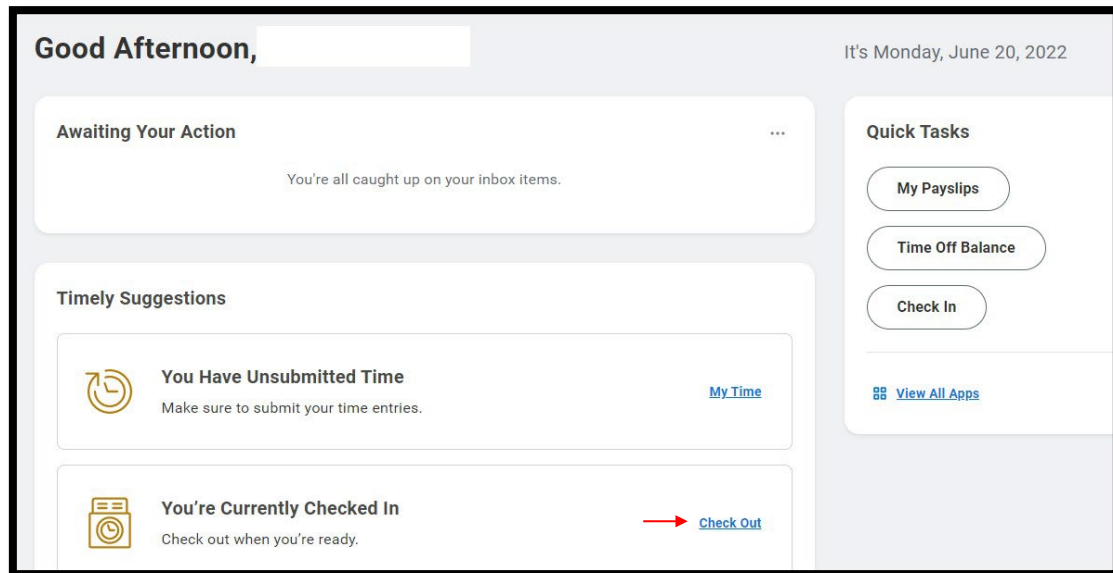 Good Afternoon,
It's Monday, June 20, 2022
Awaiting Your Action
...
You're all caught up on your inbox items.
Timely Suggestions
You Have Unsubmitted Time
Make sure to submit your time entries.
My Time
You’re Currently Checked In
Check out when you’re ready.
Check Out
Quick Tasks
My Payslips
Time Off Balance
Check In
View All Apps